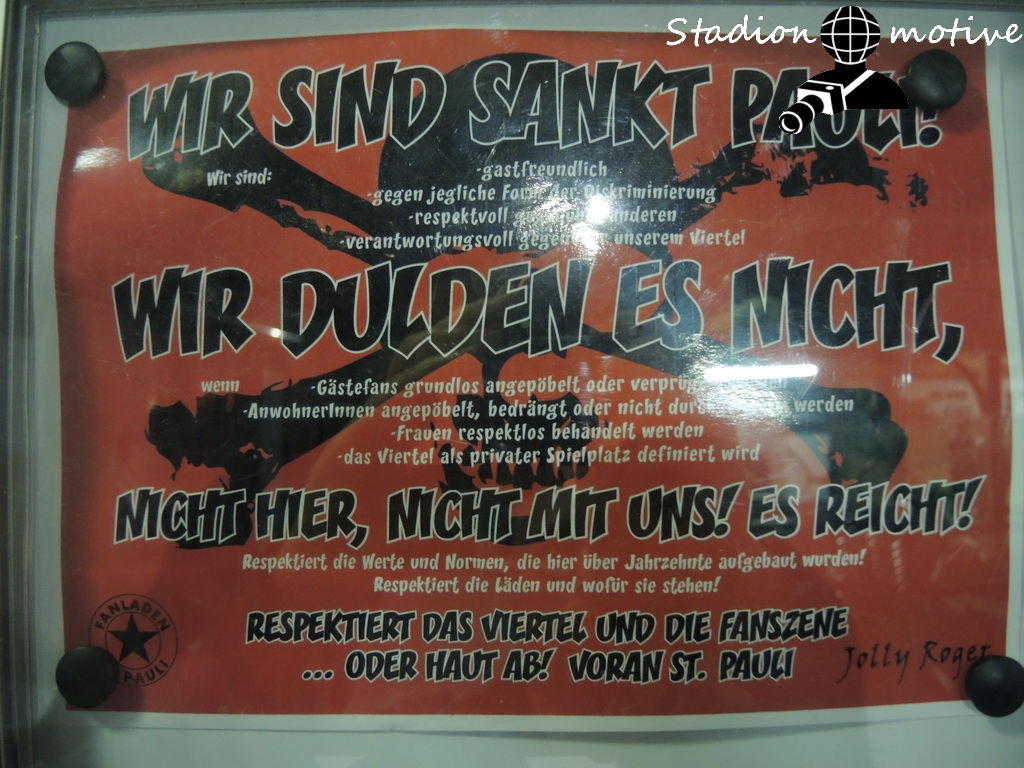 Stadion motive
WIR SIND SANKT PAULI!
Wir sind:
-gastfreundlich
-gegen jegliche Form der Diskriminierung
-respektvoll anderen
-verantwortungsvoll unserem Viertel
WIR DULDEN ES NICHT,
wenn
-Gästefans grundlos angepöbelt oder
-AnwohnerInnen angepöbelt, bedrängt oder nicht werden
-Frauen respektlos behandelt werden
-das Viertel als privater Spielplatz definiert wird
NICHT HIER, NICHT MIT UNS! ES REICHT!
Respektiert die Werte und Normen, die hier über Jahrzehnte aufgebaut wurden!
Respektiert die Läden und wofür sie stehen!
RESPEKTIERT DAS VIERTEL UND DIE FANSZENE
... ODER HAUT AB! VORAN ST. PAULI
FANLADEN
PAULI
Jolly Roger